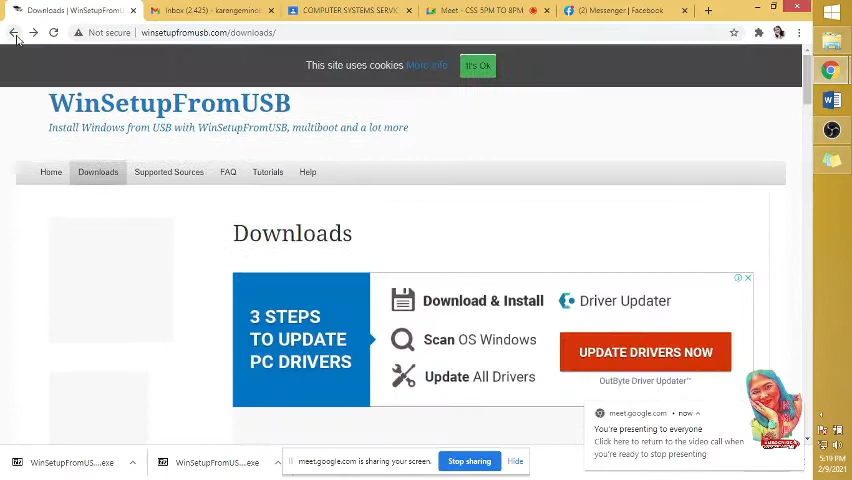 Downloads | WinSetupFromU
Inbox (2,425) - karengemino
COMPUTER SYSTEMS SERVIC
Meet - CSS 5PM TO 8PM
(2) Messenger | Facebook
Not secure
winsetupfromusb.com/downloads/
This site uses cookies More info
It's Ok
WinSetupFromUSB
Install Windows from USB with WinSetupFromUSB, multiboot and a lot more
Home
Downloads
Supported Sources
FAQ
Tutorials
Help
Downloads
3 STEPS
TO UPDATE
PC DRIVERS
Download & Install
Scan OS Windows
Update All Drivers
Driver Updater
UPDATE DRIVERS NOW
OutByte Driver Updater™
meet.google.com • now
You're presenting to everyone
Click here to return to the video call when
you're ready to stop presenting
SUBSCRIBE
WinSetupFromUS....exe
WinSetupFromUS....exe
meet.google.com is sharing your screen.
Stop sharing
Hide
5:19 PM
2/9/2021